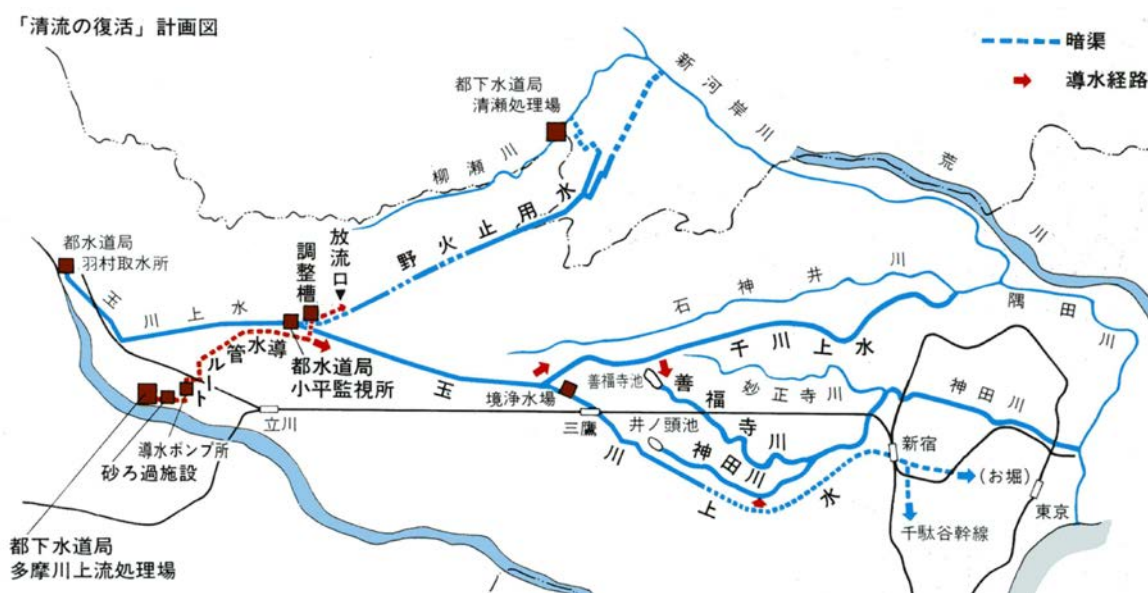 「清流の復活」計画図
暗渠
導水経路
新河岸川
都下水道局
清瀬処理場
荒川
柳瀬川
野火止用水
都水道局
羽村取水所
放流口
調整槽
玉川上水
石神井川
隅田川
導水管ルート
都水道局
小平監視所
千川上水
玉川上水
境浄水場
善福寺池
善福寺川
妙正寺川
神田川
立川
三鷹
井ノ頭池
神田川
新宿
導水ポンプ所
砂ろ過施設
(お堀)
東京
千駄谷幹線
都下水道局
多摩川上流処理場